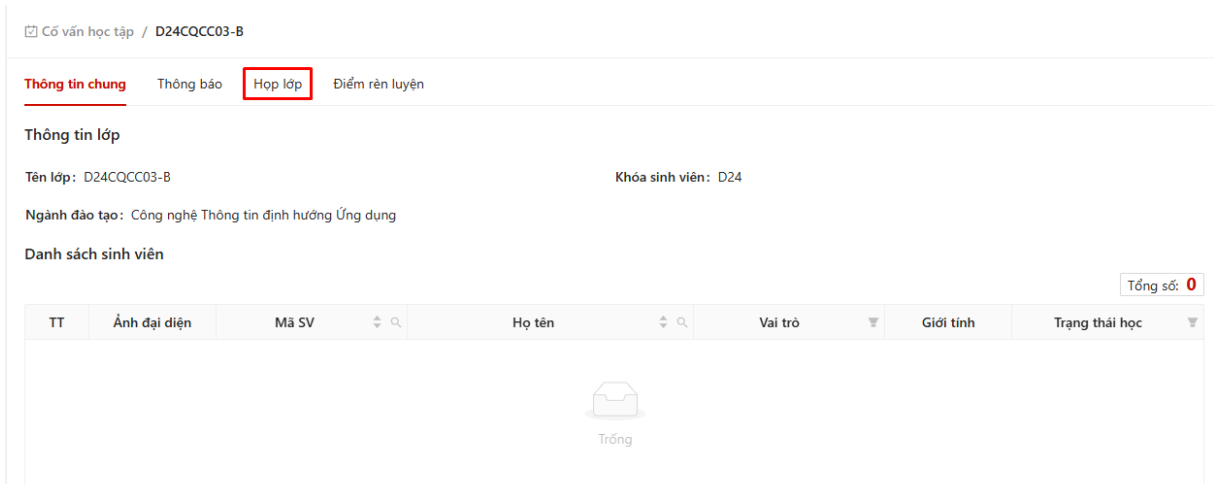 Cố vấn học tập / D24CQCC03-B
Thông tin chung Thông báo Họp lớp Điểm rèn luyện
Thông tin lớp
Tên lớp: D24CQCC03-B Khóa sinh viên: D24
Ngành đào tạo: Công nghệ Thông tin định hướng Ứng dụng
Danh sách sinh viên
Tổng số: 0
TT Ảnh đại diện Mã SV Họ tên Vai trò Giới tính Trạng thái học
Trống